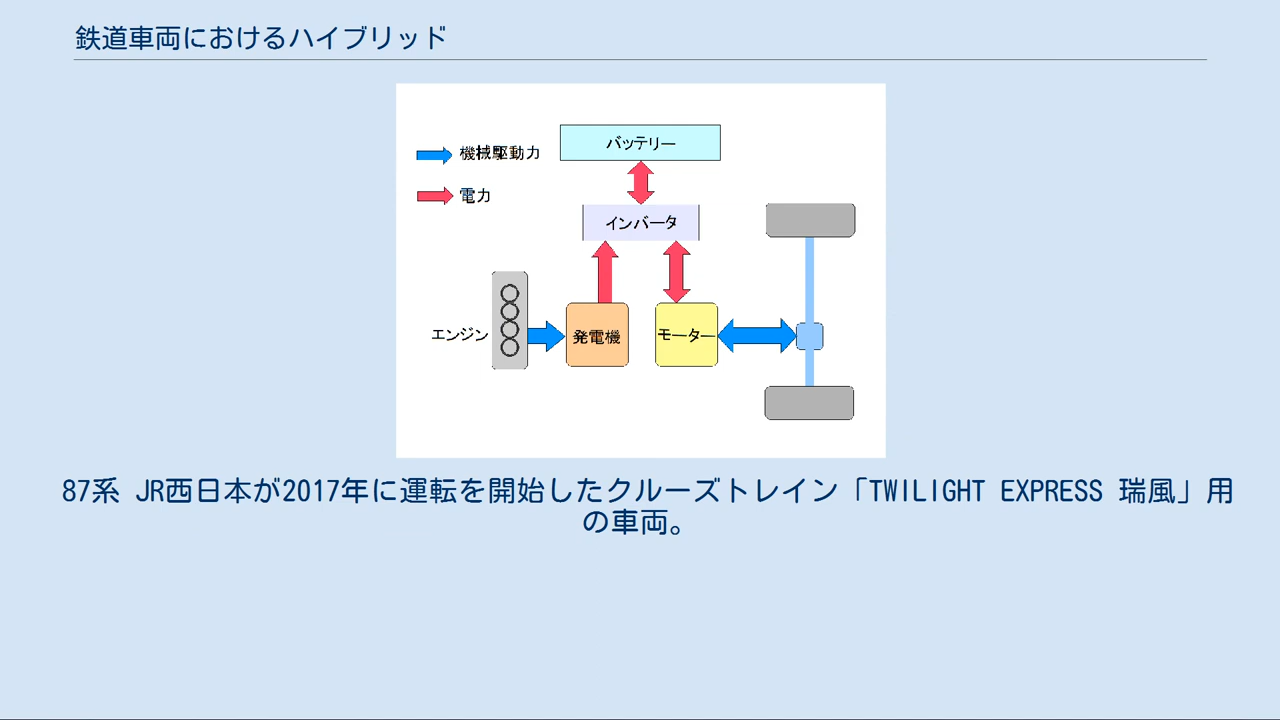 鉄道車両におけるハイブリッド
バッテリー
機械駆動力
電力
インバータ
エンジン
発電機
モーター
87系 JR西日本が2017年に運転を開始したクルーズトレイン「TWILIGHT EXPRESS 瑞風」用
の車両。